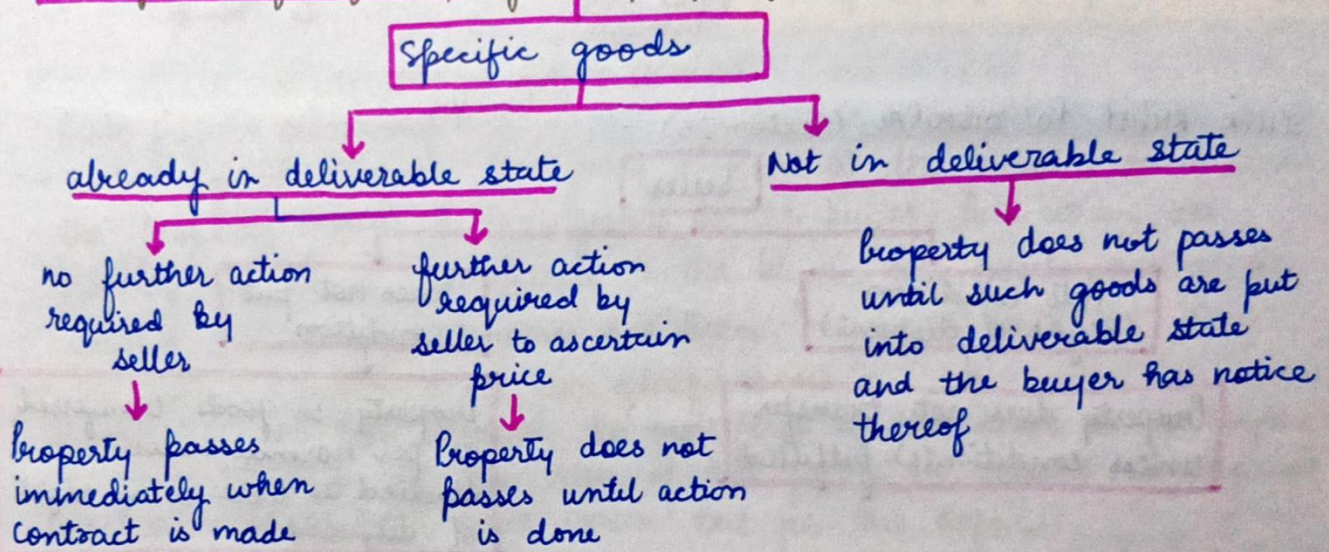 Specific goods
already in deliverable state
Not in deliverable state
no further action
required by
seller
further action
required by
seller to ascertain
price
Property does not passes
until such goods are put
into deliverable state
and the buyer has notice
thereof
Property passes
immediately when
contract is made
Property does not
passes until action
is done